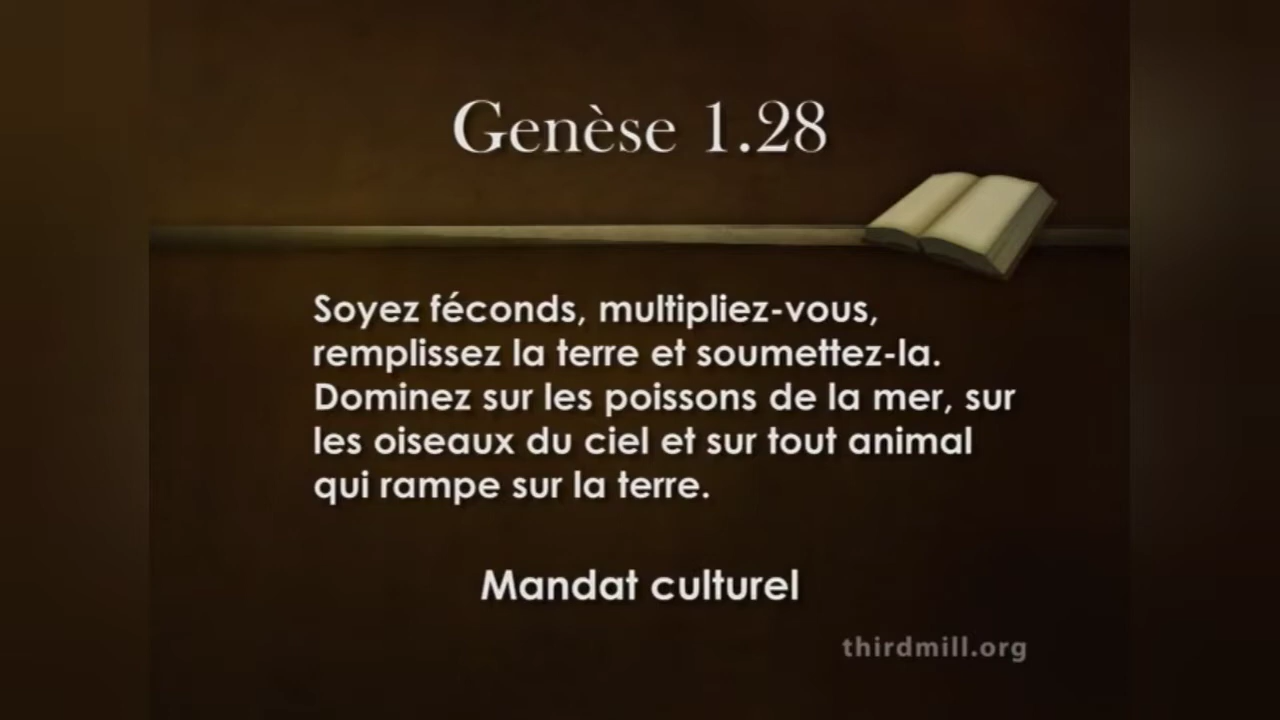 Genèse 1.28
Soyez féconds, multipliez-vous,
remplissez la terre et soumettez-la.
Dominez sur les poissons de la mer, sur
les oiseaux du ciel et sur tout animal
qui rampe sur la terre.
Mandat culturel
thirdmill.org